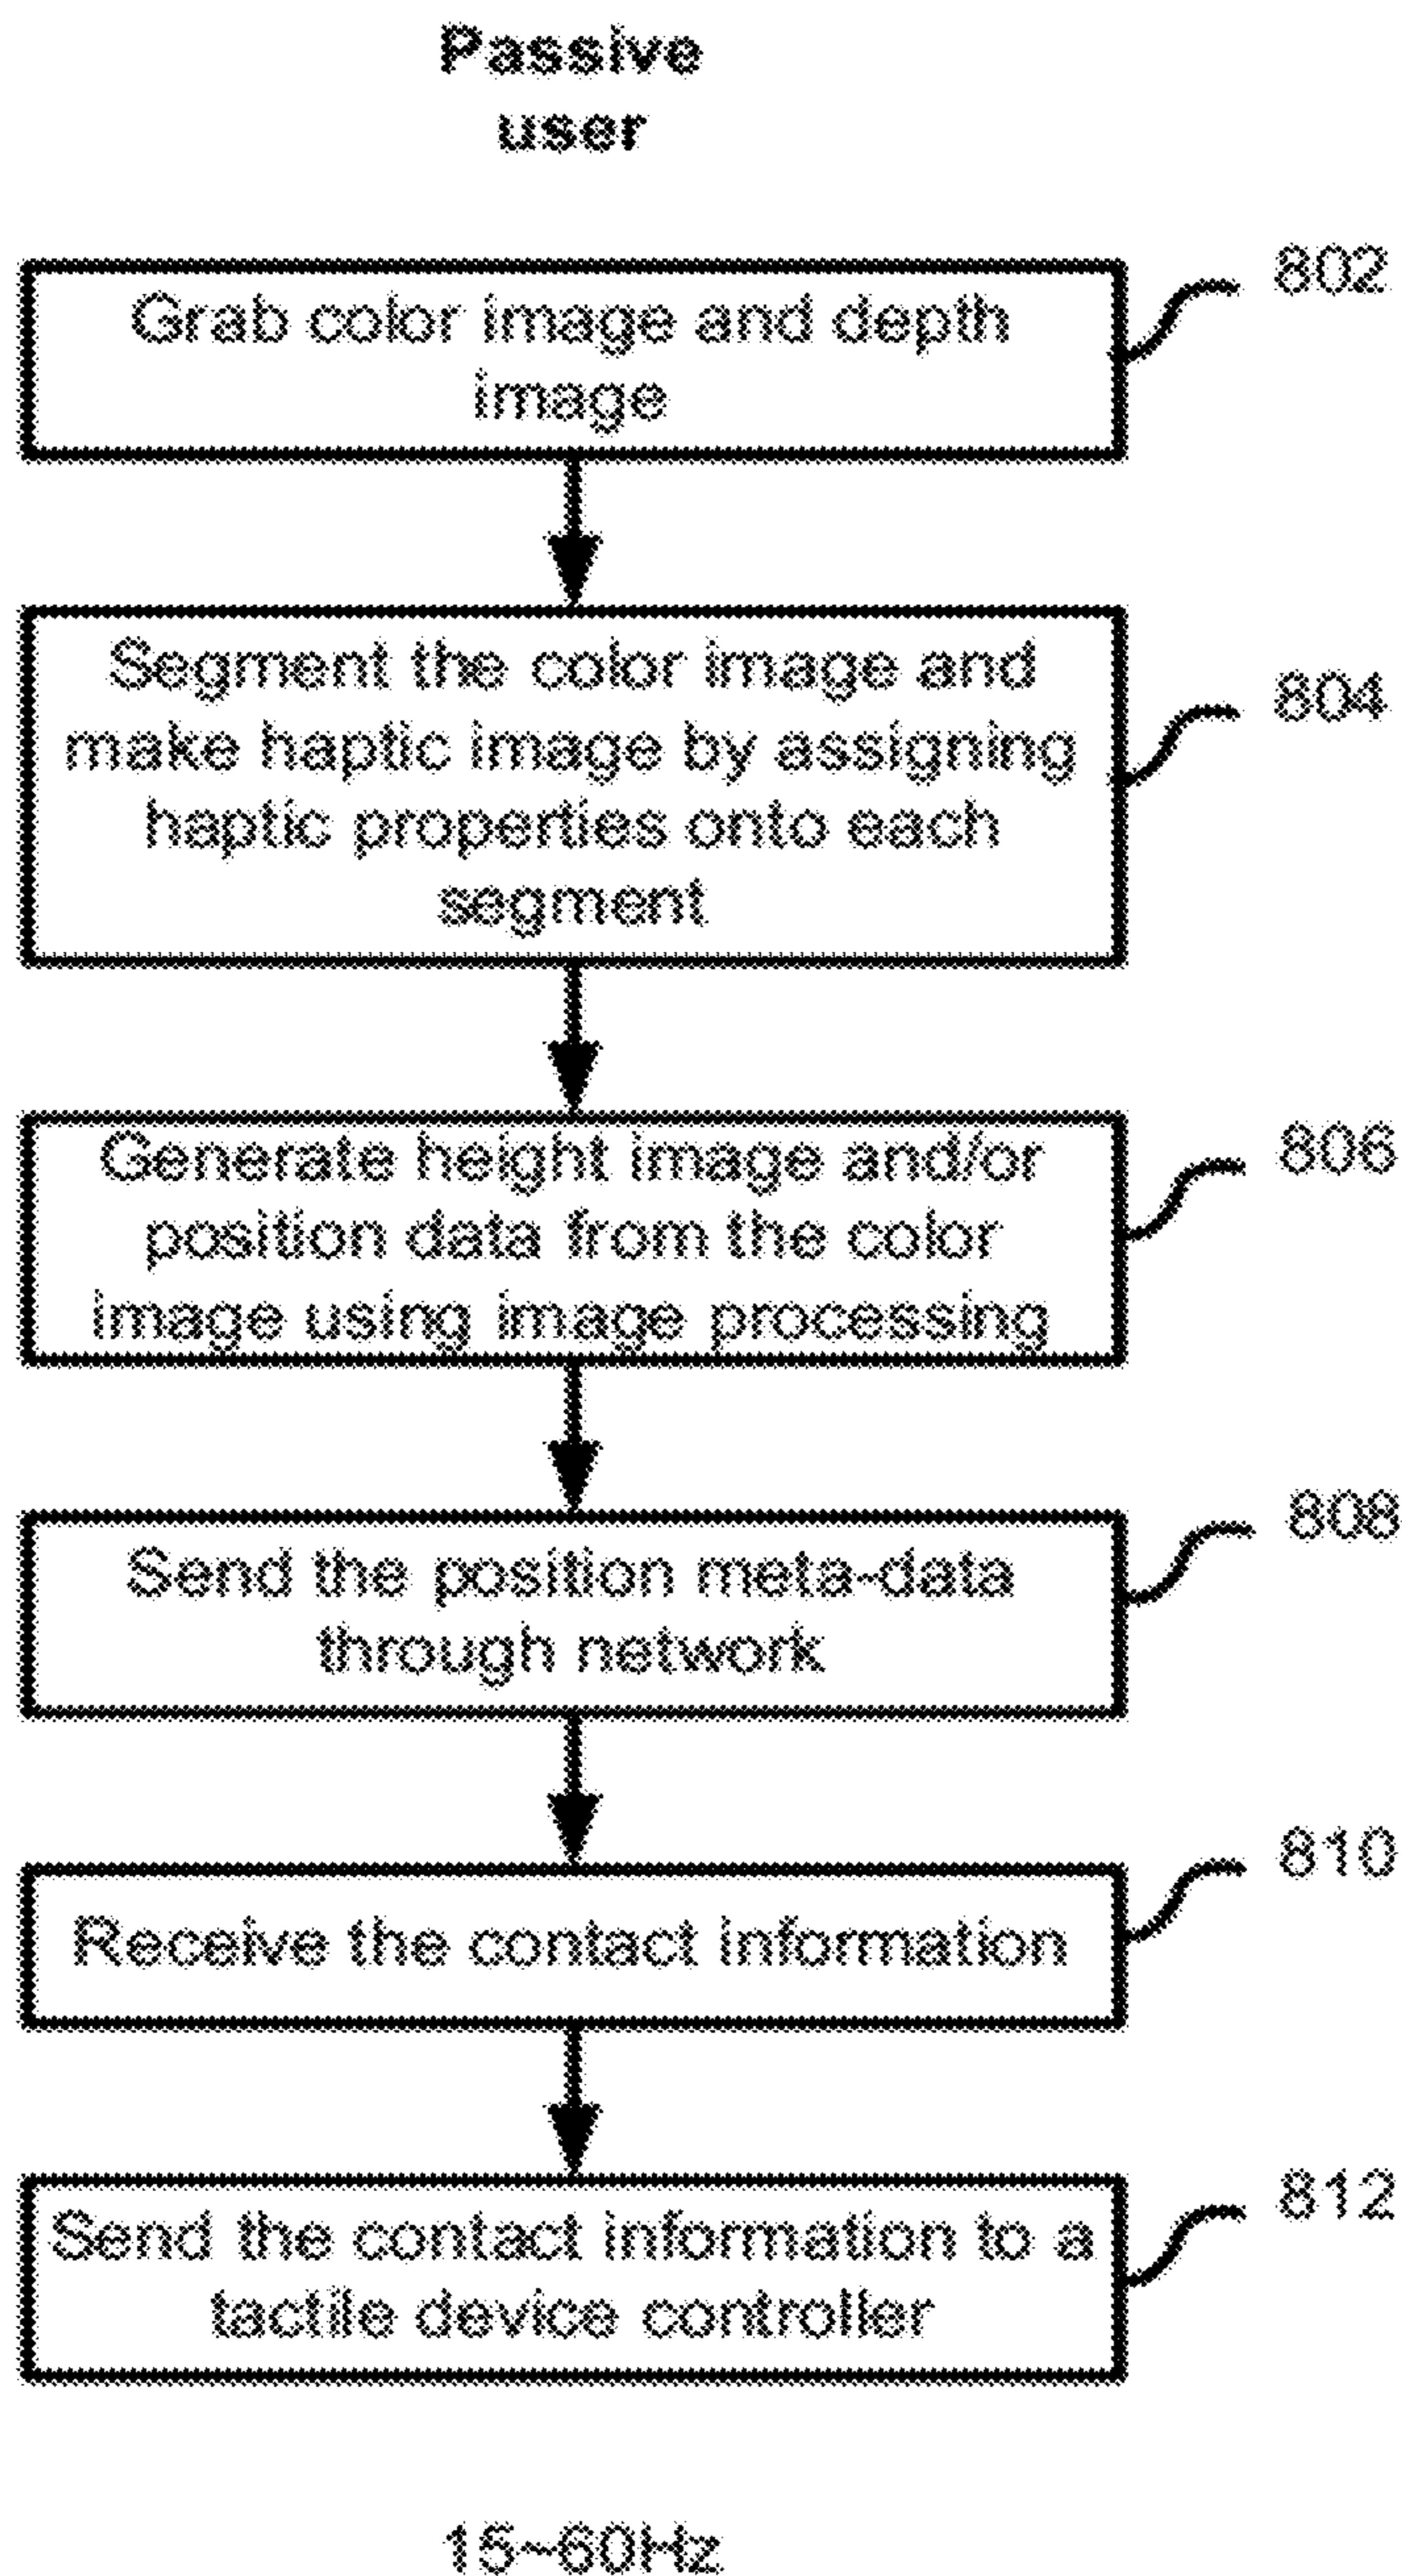 Passive
user
802
Grab color image and depth
image
804
Segment the color image and
make haptic image by assigning
haptic properties onto each
segment
806
Generate height image and/or
position data from the color
image using image processing
808
Send the position meta-data
through network
810
Receive the contact information
812
Send the contact information to a
tactile device controller
15~60Hz